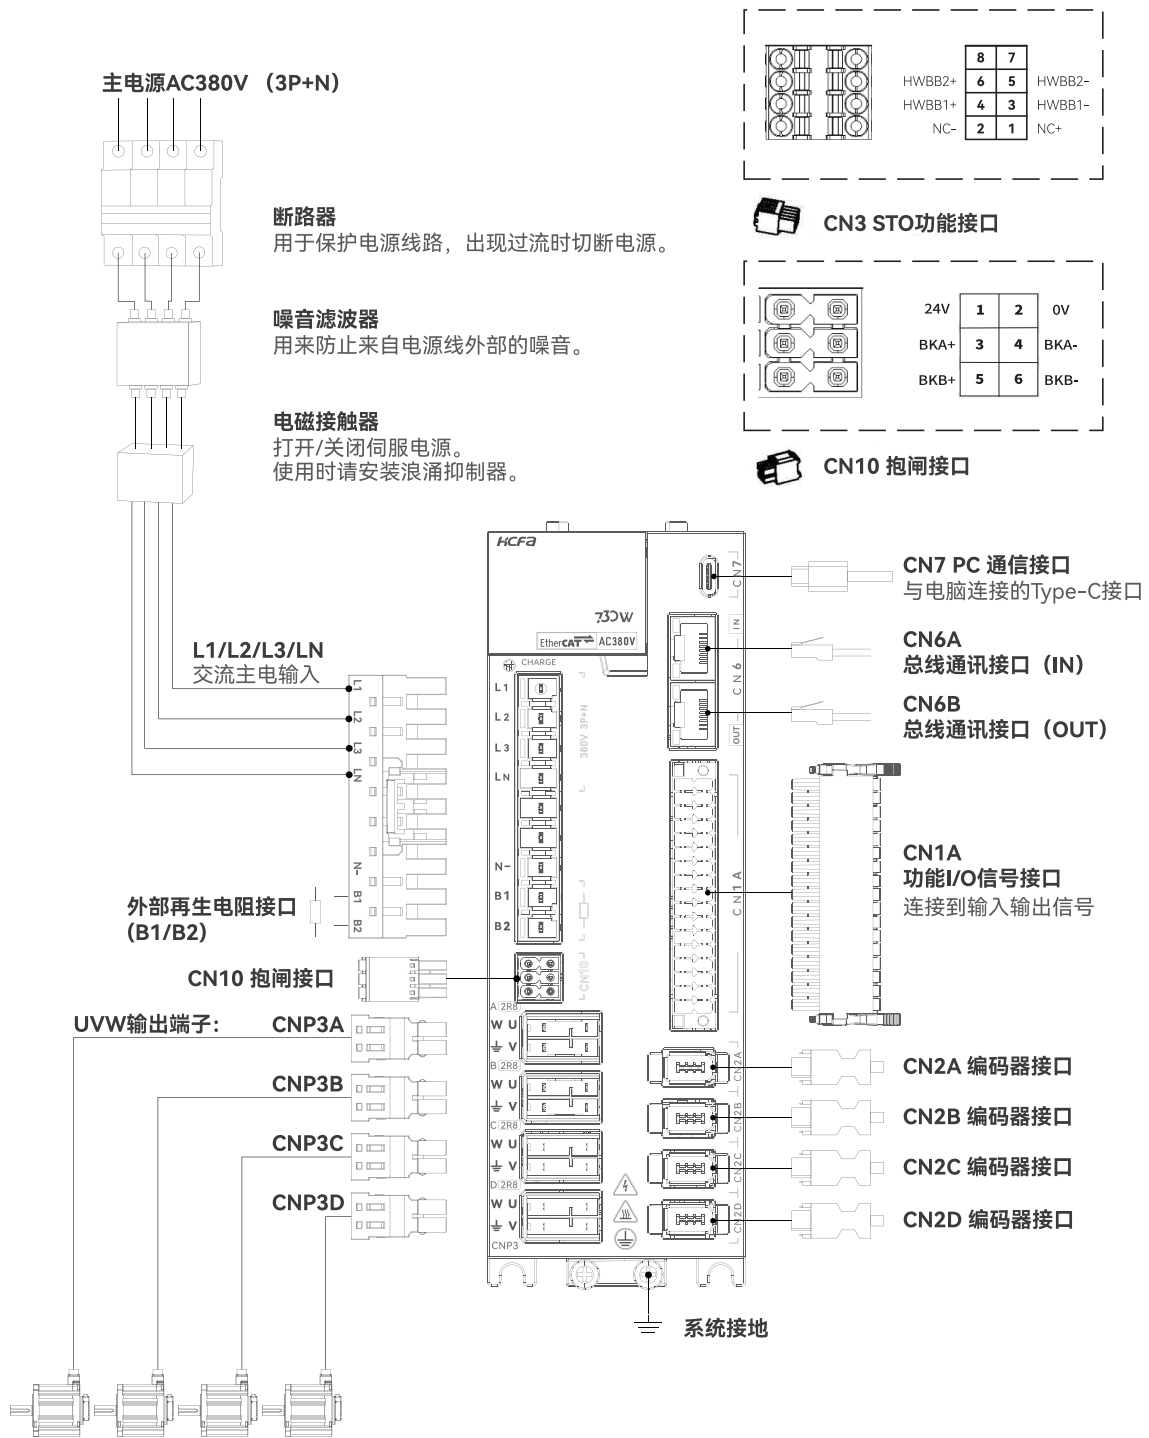 主电源AC380V （3P+N）
断路器
用于保护电源线路，出现过流时切断电源。
噪音滤波器
用来防止来自电源线外部的噪音。
电磁接触器
打开/关闭伺服电源。
使用时请安装浪涌抑制器。
8 7
HWBB2+ 6 5 HWBB2-
HWBB1+ 4 3 HWBB1-
NC- 2 1 NC+
CN3 STO功能接口
24V 1 2 0V
BKA+ 3 4 BKA-
BKB+ 5 6 BKB-
CN10 抱闸接口
L1/L2/L3/LN
交流主电输入
L1
L2
L3
LN
N-
B1
B2
外部再生电阻接口
(B1/B2)
CN10 抱闸接口
UVW输出端子：
CNP3A
CNP3B
CNP3C
CNP3D
HCFA
730W
EtherCAT AC380V
CHARGE
L1
L2
L3
LN
N-
B1
B2
380V 3P+N
CN10
A 2R8
W U
V
B 2R8
W U
V
C 2R8
W U
V
D 2R8
W U
V
CNP3
CN7
IN
CN6
OUT
CN1A
CN2A
CN2B
CN2C
CN2D
CN7 PC 通信接口
与电脑连接的Type-C接口
CN6A
总线通讯接口（IN）
CN6B
总线通讯接口（OUT）
CN1A
功能I/O信号接口
连接到输入输出信号
CN2A 编码器接口
CN2B 编码器接口
CN2C 编码器接口
CN2D 编码器接口
系统接地